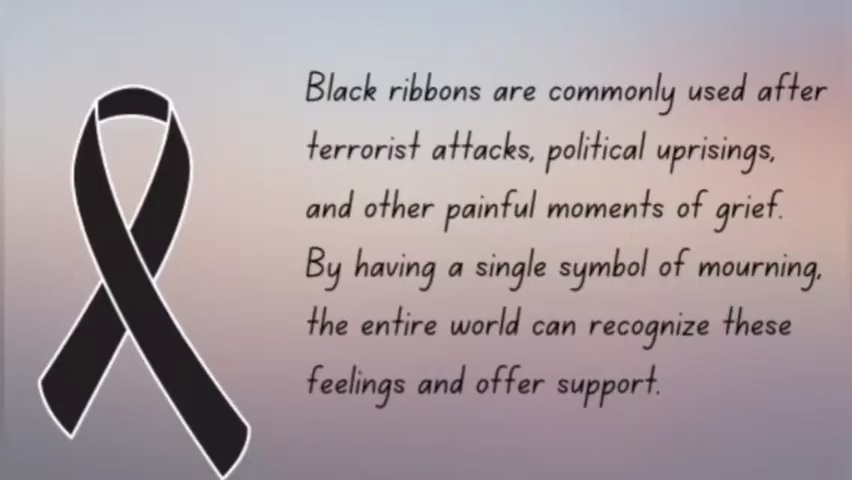 Black ribbons are commonly used after
terrorist attacks, political uprisings,
and other painful moments of grief.
By having a single symbol of mourning,
the entire world can recognize these
feelings and offer support.